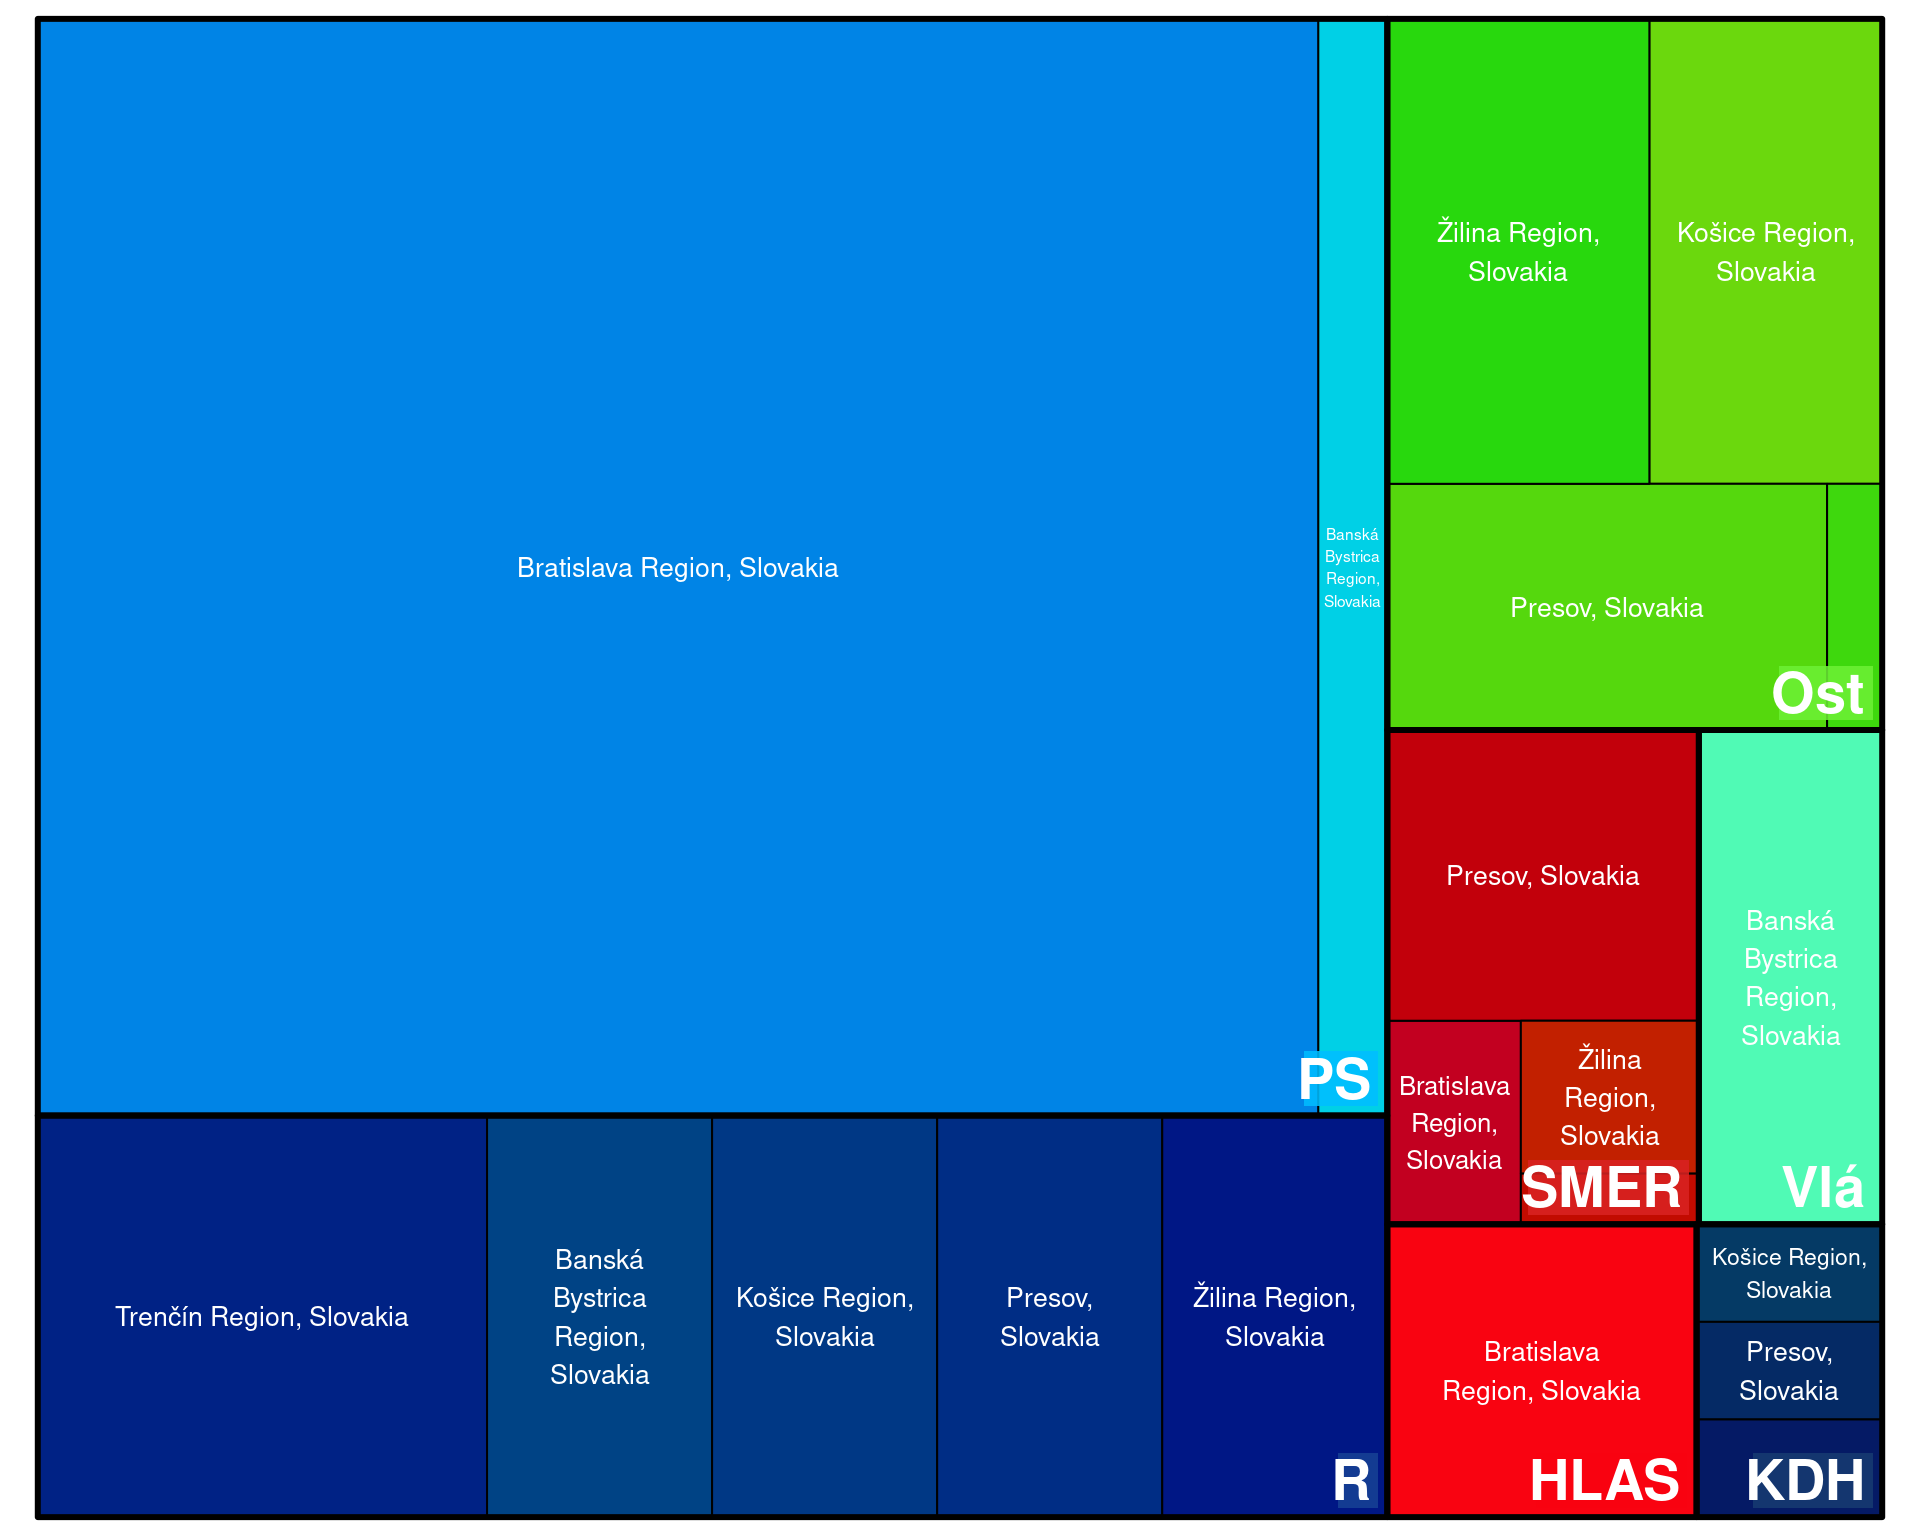 Bratislava Region, Slovakia
Banská
Bystrica
Region,
Slovakia
PS
Trenčín Region, Slovakia
Banská
Bystrica
Region,
Slovakia
Košice Region,
Slovakia
Presov,
Slovakia
Žilina Region,
Slovakia
R
Žilina Region,
Slovakia
Košice Region,
Slovakia
Presov, Slovakia
Ost
Presov, Slovakia
Bratislava
Region,
Slovakia
Žilina
Region,
Slovakia
SMER
Banská
Bystrica
Region,
Slovakia
Vlá
Bratislava
Region, Slovakia
HLAS
Košice Region,
Slovakia
Presov,
Slovakia
KDH